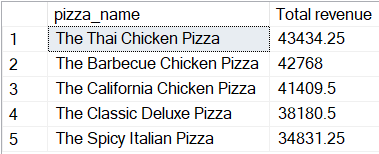 pizza_name Total revenue
1 The Thai Chicken Pizza 43434.25
2 The Barbecue Chicken Pizza 42768
3 The California Chicken Pizza 41409.5
4 The Classic Deluxe Pizza 38180.5
5 The Spicy Italian Pizza 34831.25